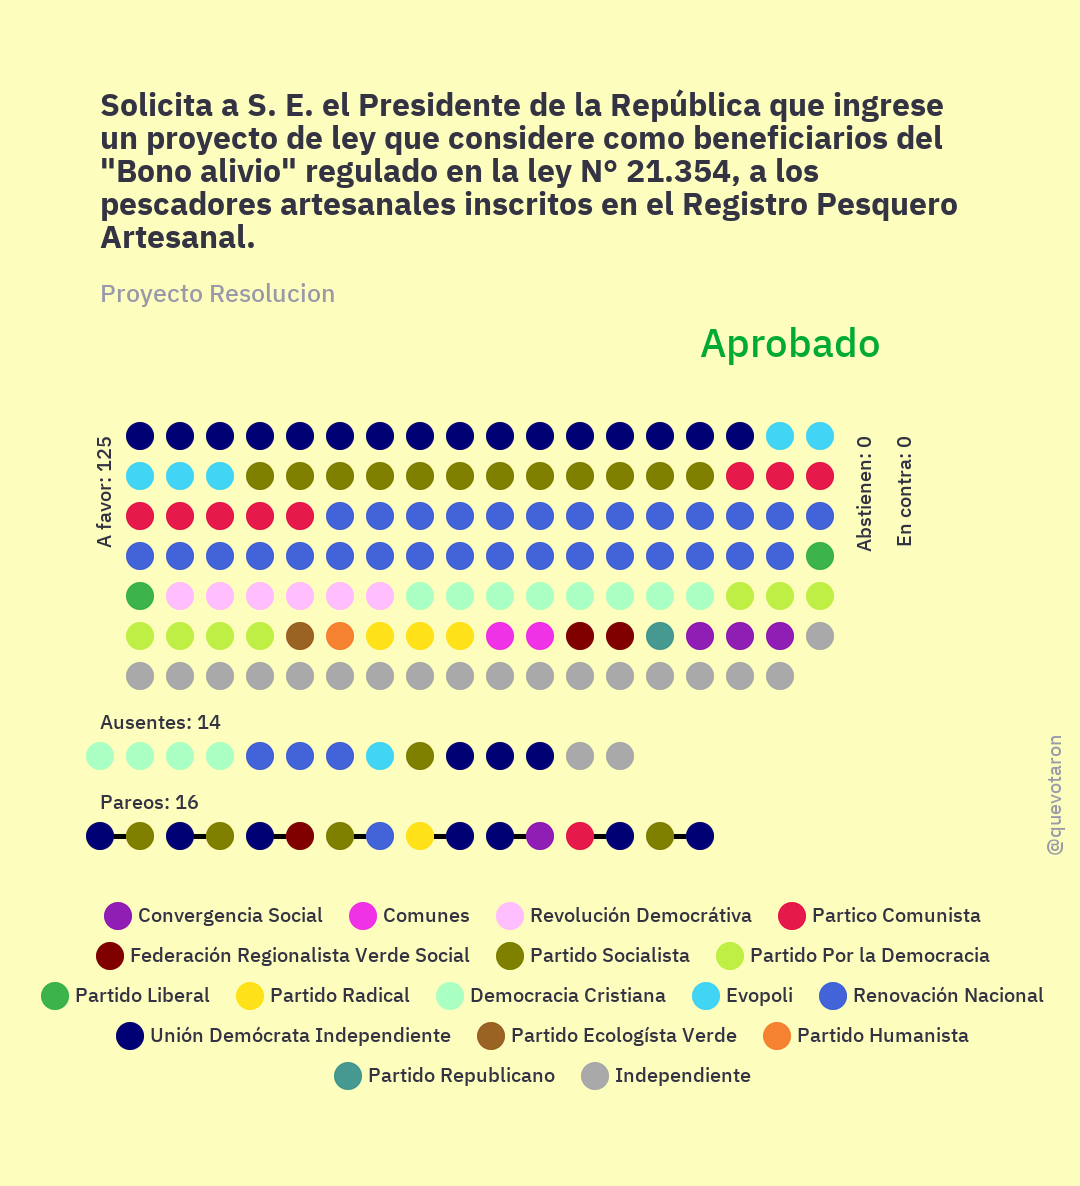 Solicita a S. E. el Presidente de la República que ingrese
un proyecto de ley que considere como beneficiarios del
"Bono alivio" regulado en la ley N° 21.354, a los
pescadores artesanales inscritos en el Registro Pesquero
Artesanal.
Proyecto Resolucion
Aprobado
A favor: 125
Abstienen: 0
En contra: 0
Ausentes: 14
Pareos: 16
@quevotaron
Convergencia Social
Comunes
Revolución Democrátiva
Partico Comunista
Federación Regionalista Verde Social
Partido Socialista
Partido Por la Democracia
Partido Liberal
Partido Radical
Democracia Cristiana
Evopoli
Renovación Nacional
Unión Demócrata Independiente
Partido Ecologísta Verde
Partido Humanista
Partido Republicano
Independiente